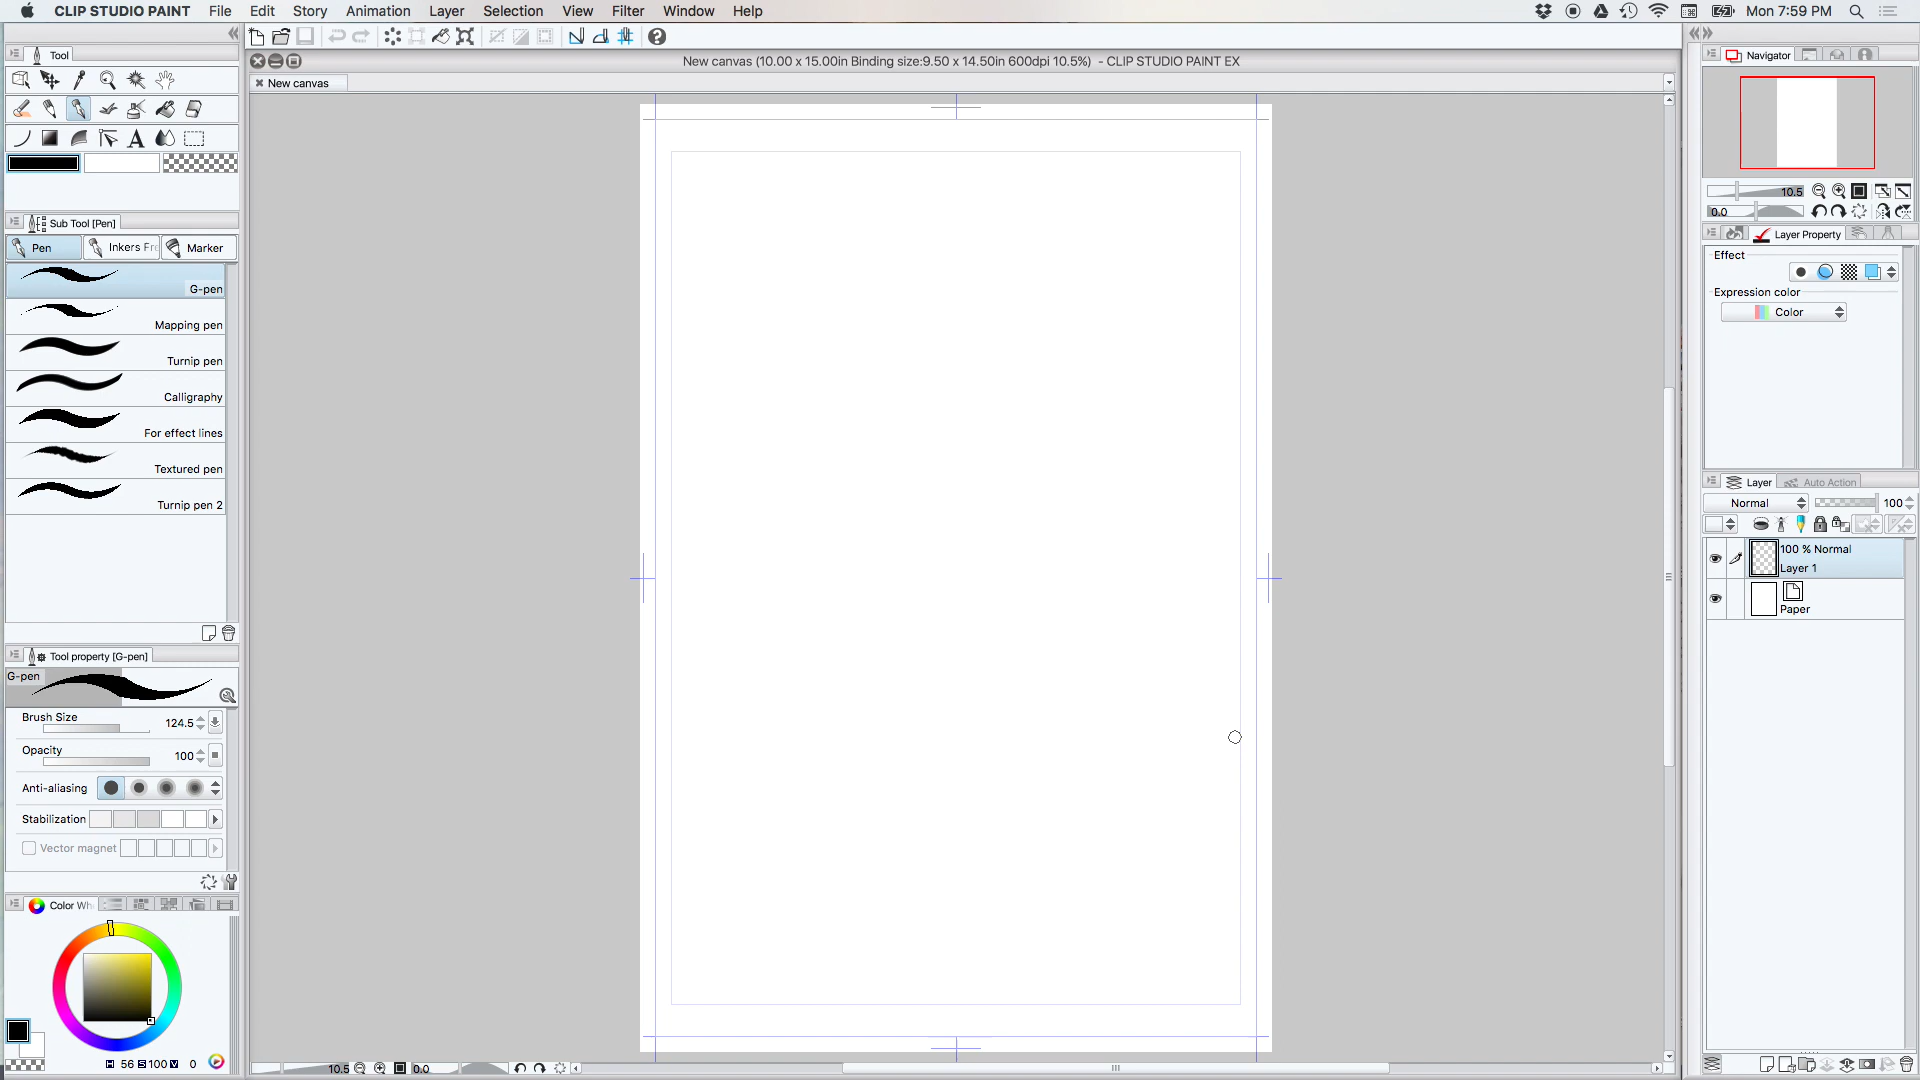 CLIP STUDIO PAINT File Edit Story Animation Layer Selection View Filter Window Help Mon 7:59 PM
New canvas (10.00 x 15.00in Binding size:9.50 x 14.50in 600dpi 10.5%) - CLIP STUDIO PAINT EX
New canvas
Tool
Sub Tool [Pen]
Pen Inkers Fre Marker
G-pen
Mapping pen
Turnip pen
Calligraphy
For effect lines
Textured pen
Turnip pen 2
Tool property [G-pen]
G-pen
Brush Size 124.5
Opacity 100
Anti-aliasing
Stabilization
Vector magnet
Color Wh
H 56 S 100 V 0
10.5 0.0
Navigator
10.5
0.0
Layer Property
Effect
Expression color
Color
Layer Auto Action
Normal 100
100 % Normal
Layer 1
Paper